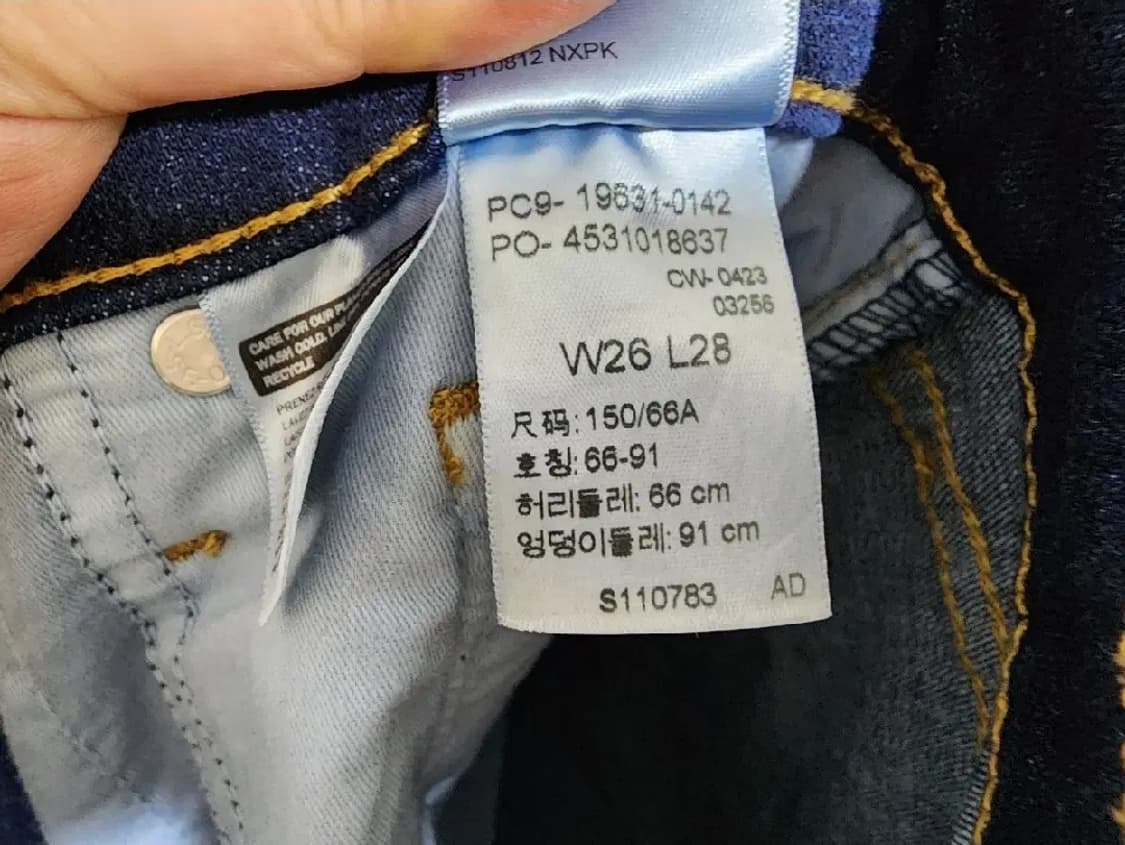 S110812 NXPK
PC9- 19631-0142
PO- 4531018637
CW- 0423
03256
W26 L28
尺码: 150/66A
호칭: 66-91
허리둘레: 66 cm
엉덩이둘레: 91 cm
S110783 AD
CARE FOR OUR
WASH COLD,
RECYCLE